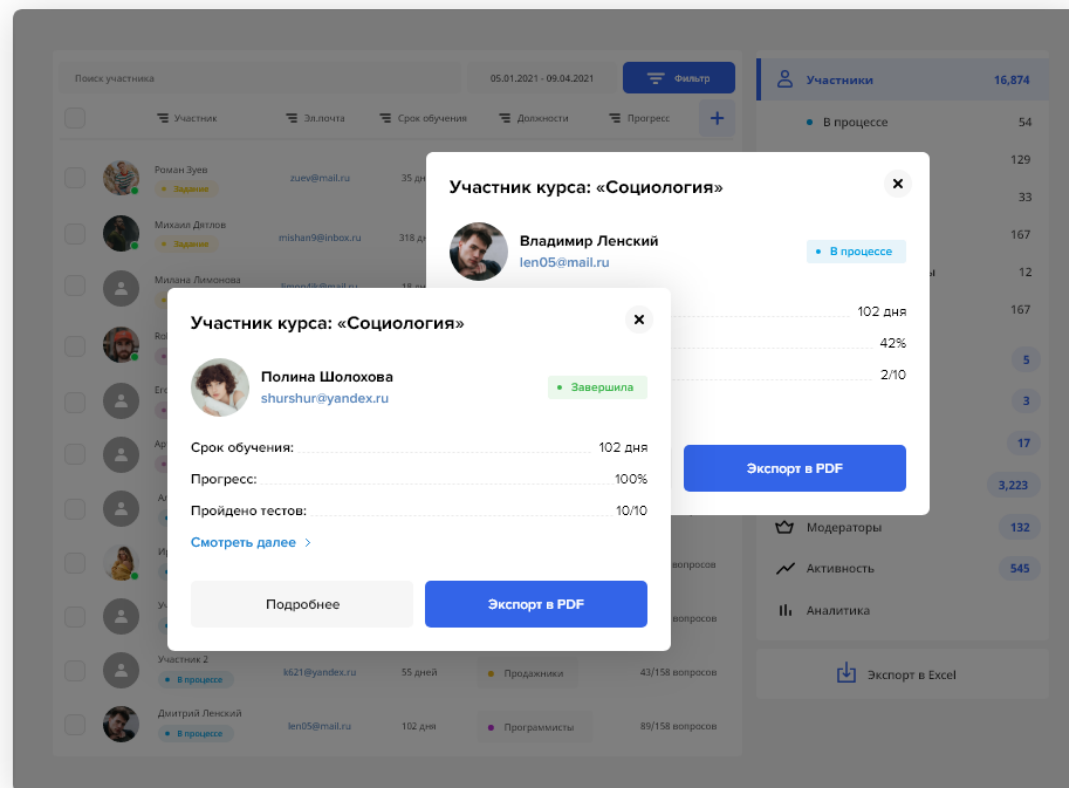 Поиск участника
05.01.2021 - 09.04.2021
Фильтр
Участник
Эл.почта
Срок обучения
Должности
Прогресс
+
Роман Зуев
Задание
zuev@mail.ru
35
Михаил Дятлов
Задание
mishan9@inbox.ru
318
Милана Лимонова
18
Участник курса: «Социология»
Владимир Ленский
len05@mail.ru
В процессе
102 дня
42%
2/10
Экспорт в PDF
Участник курса: «Социология»
Полина Шолохова
shurshur@yandex.ru
Завершила
Срок обучения: 102 дня
Прогресс: 100%
Пройдено тестов: 10/10
Смотреть далее >
Подробнее
Экспорт в PDF
вопросов
вопросов
Участник 2
В процессе
k621@yandex.ru
55 дней
Продажники
43/158 вопросов
Дмитрий Ленский
В процессе
len05@mail.ru
102 дня
Программисты
89/158 вопросов
Участники 16,874
В процессе 54
129
33
167
12
167
5
3
17
3,223
Модераторы 132
Активность 545
Аналитика
Экспорт в Excel